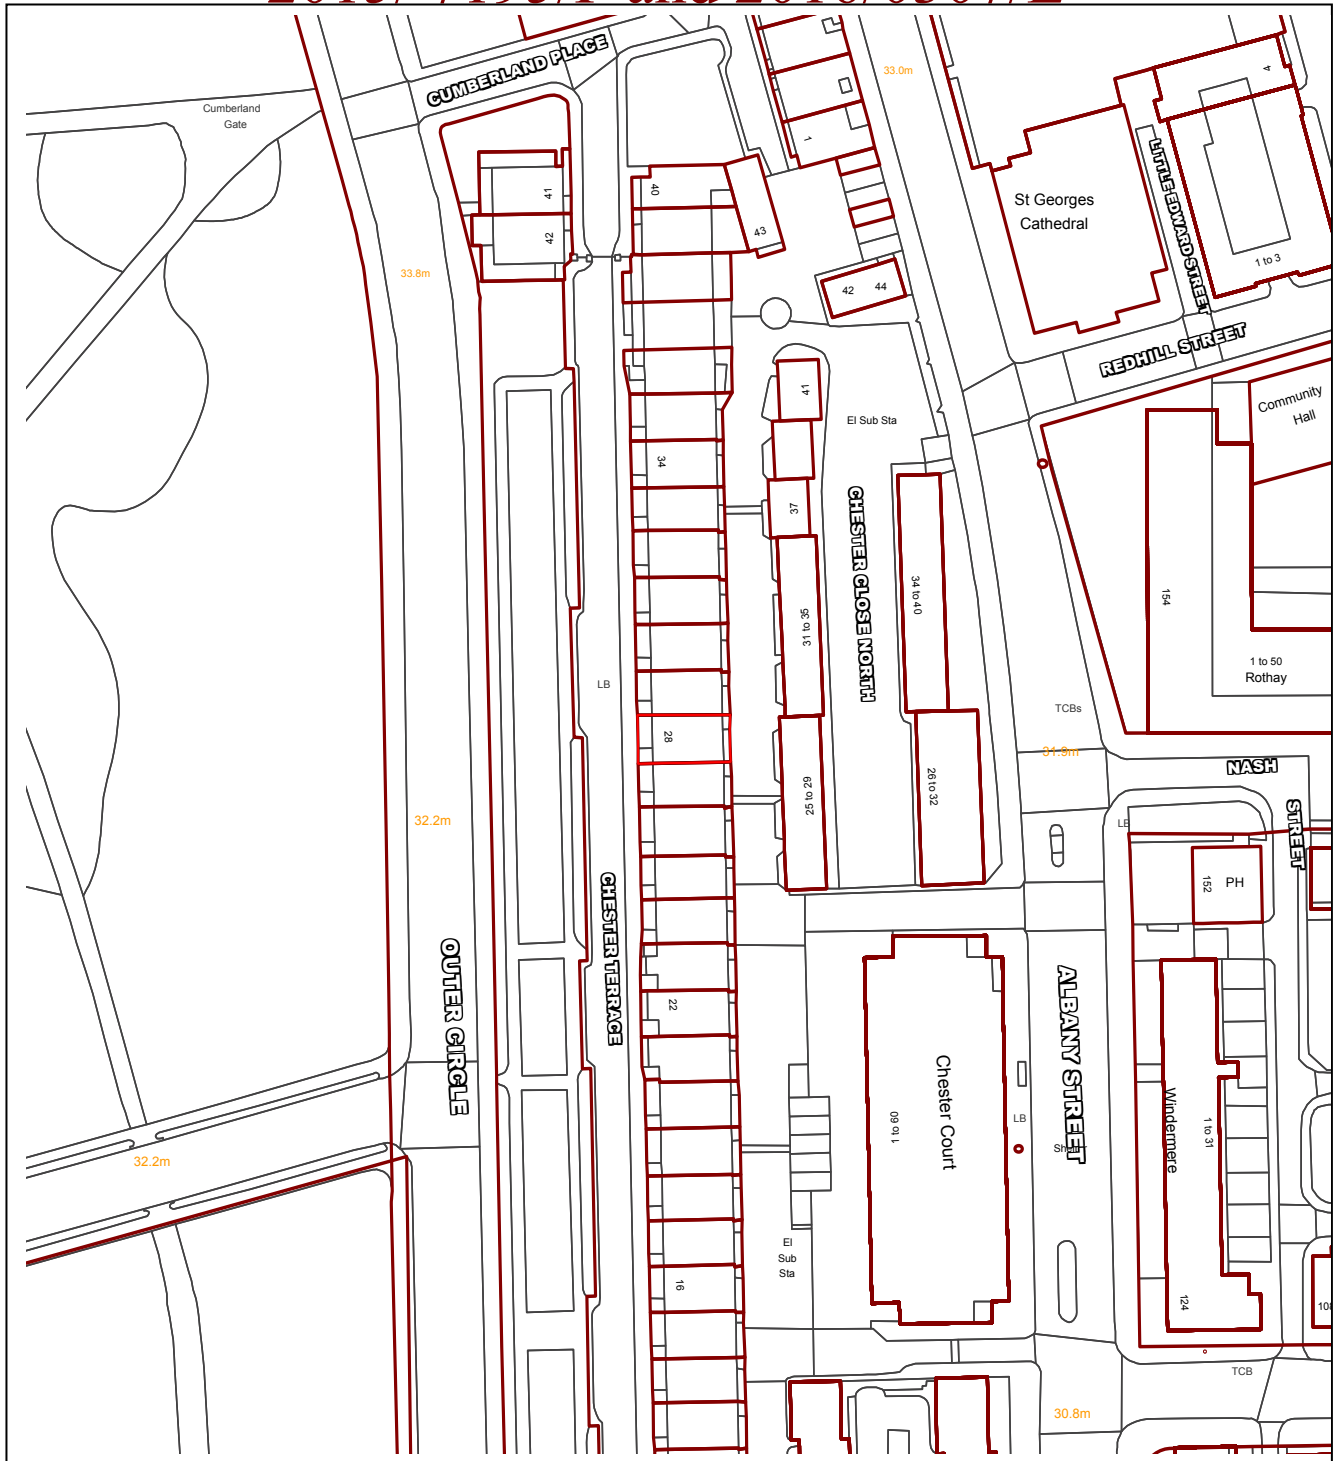 CUMBERLAND PLACE
Cumberland
Gate
33.0m
4
1
41
42
40
43
St Georges
Cathedral
LITTLE EDWARD STREET
1 to 3
33.8m
42
44
REDHILL STREET
Community
Hall
41
El Sub Sta
34
37
CHESTER CLOSE NORTH
31 to 35
34 to 40
154
1 to 50
Rothay
LB
TCBs
28
31.9m
NASH
STREET
25 to 29
26 to 32
32.2m
LB
152
PH
CHESTER TERRACE
OUTER CIRCLE
22
ALBANY STREET
Chester Court
1 to 60
LB
Windermere
1 to 31
32.2m
El
Sub
Sta
16
124
108
TCB
30.8m